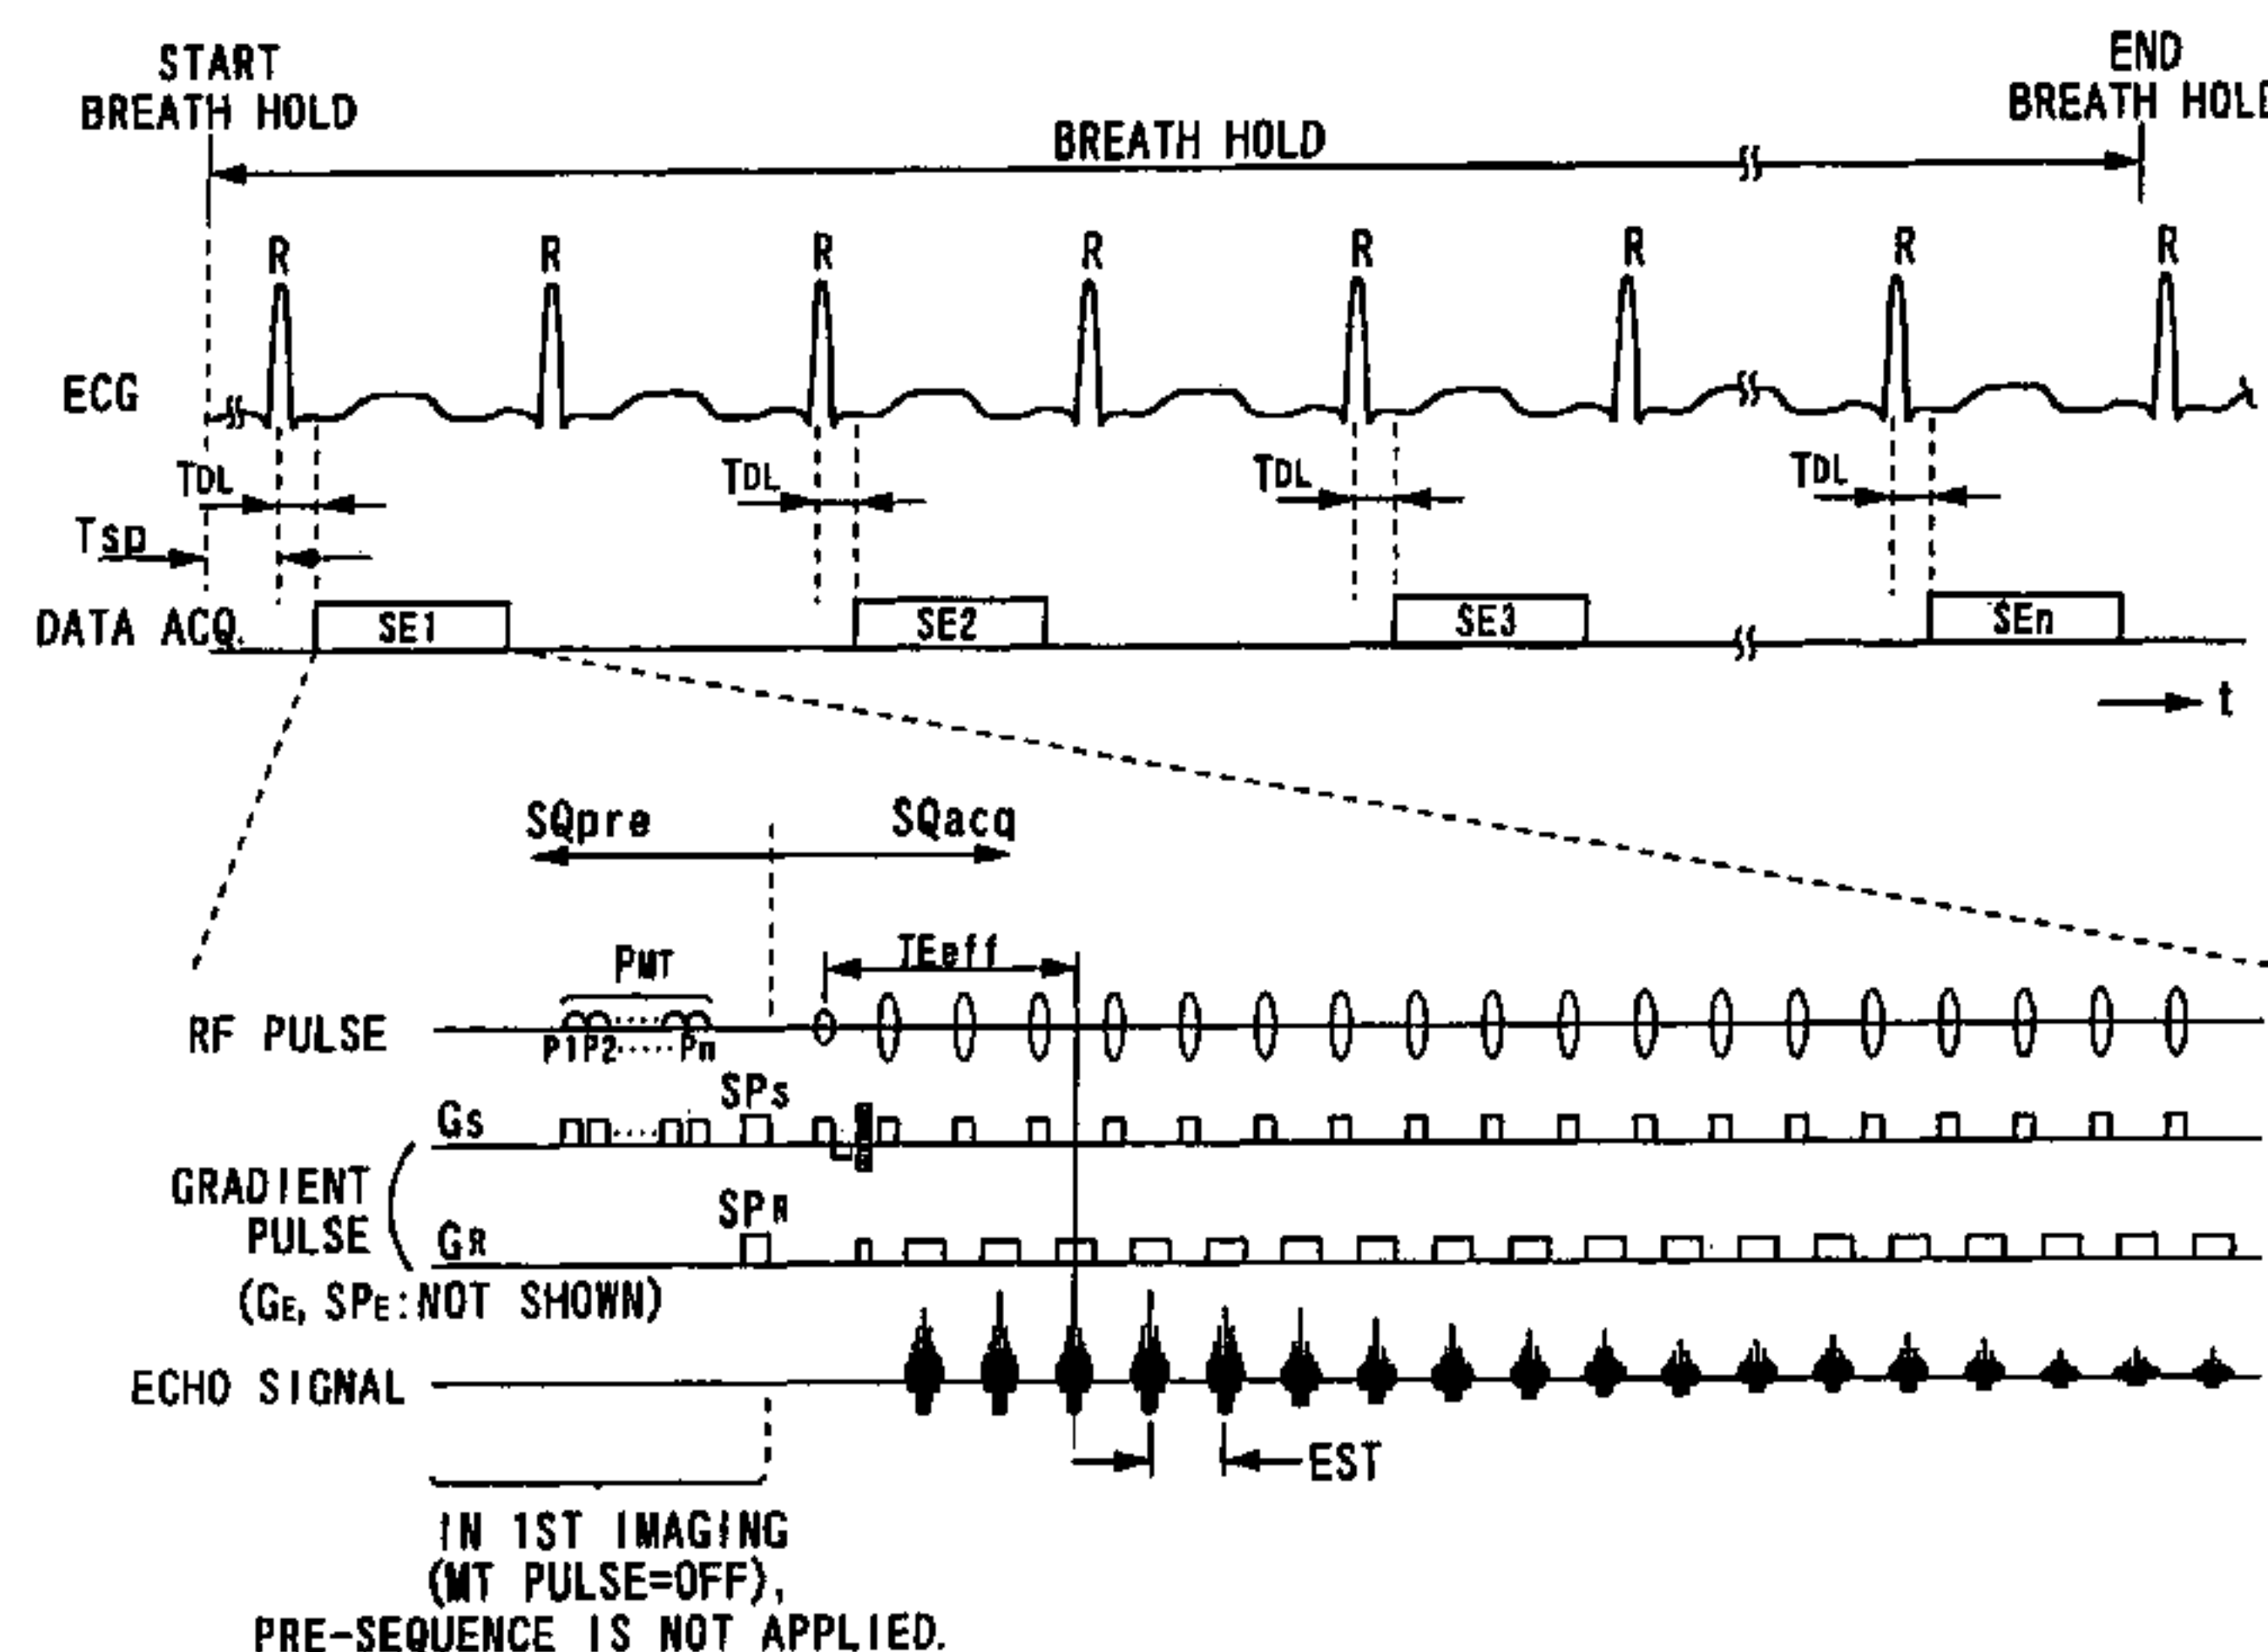 START
BREATH HOLD
END
BREATH HOLD
BREATH HOLD
R R R R R R R R
ECG
TDL TDL TDL TDL
Tsp
DATA ACQ. SE1 SE2 SE3 SEn
t
SQpre SQacq
PMT TEeff
RF PULSE
P1P2.....Pn
SPs
Gs
GRADIENT
PULSE
SPR
GR
(GE, SPE:NOT SHOWN)
ECHO SIGNAL
EST
IN 1ST IMAGING
(MT PULSE=OFF),
PRE-SEQUENCE IS NOT APPLIED.